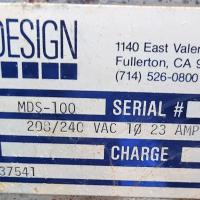 DESIGN
1140 East Valen
Fullerton, CA 9
(714) 526-0800
MDS-100 SERIAL #
208/240 VAC 1Ø 23 AMP
CHARGE
37541